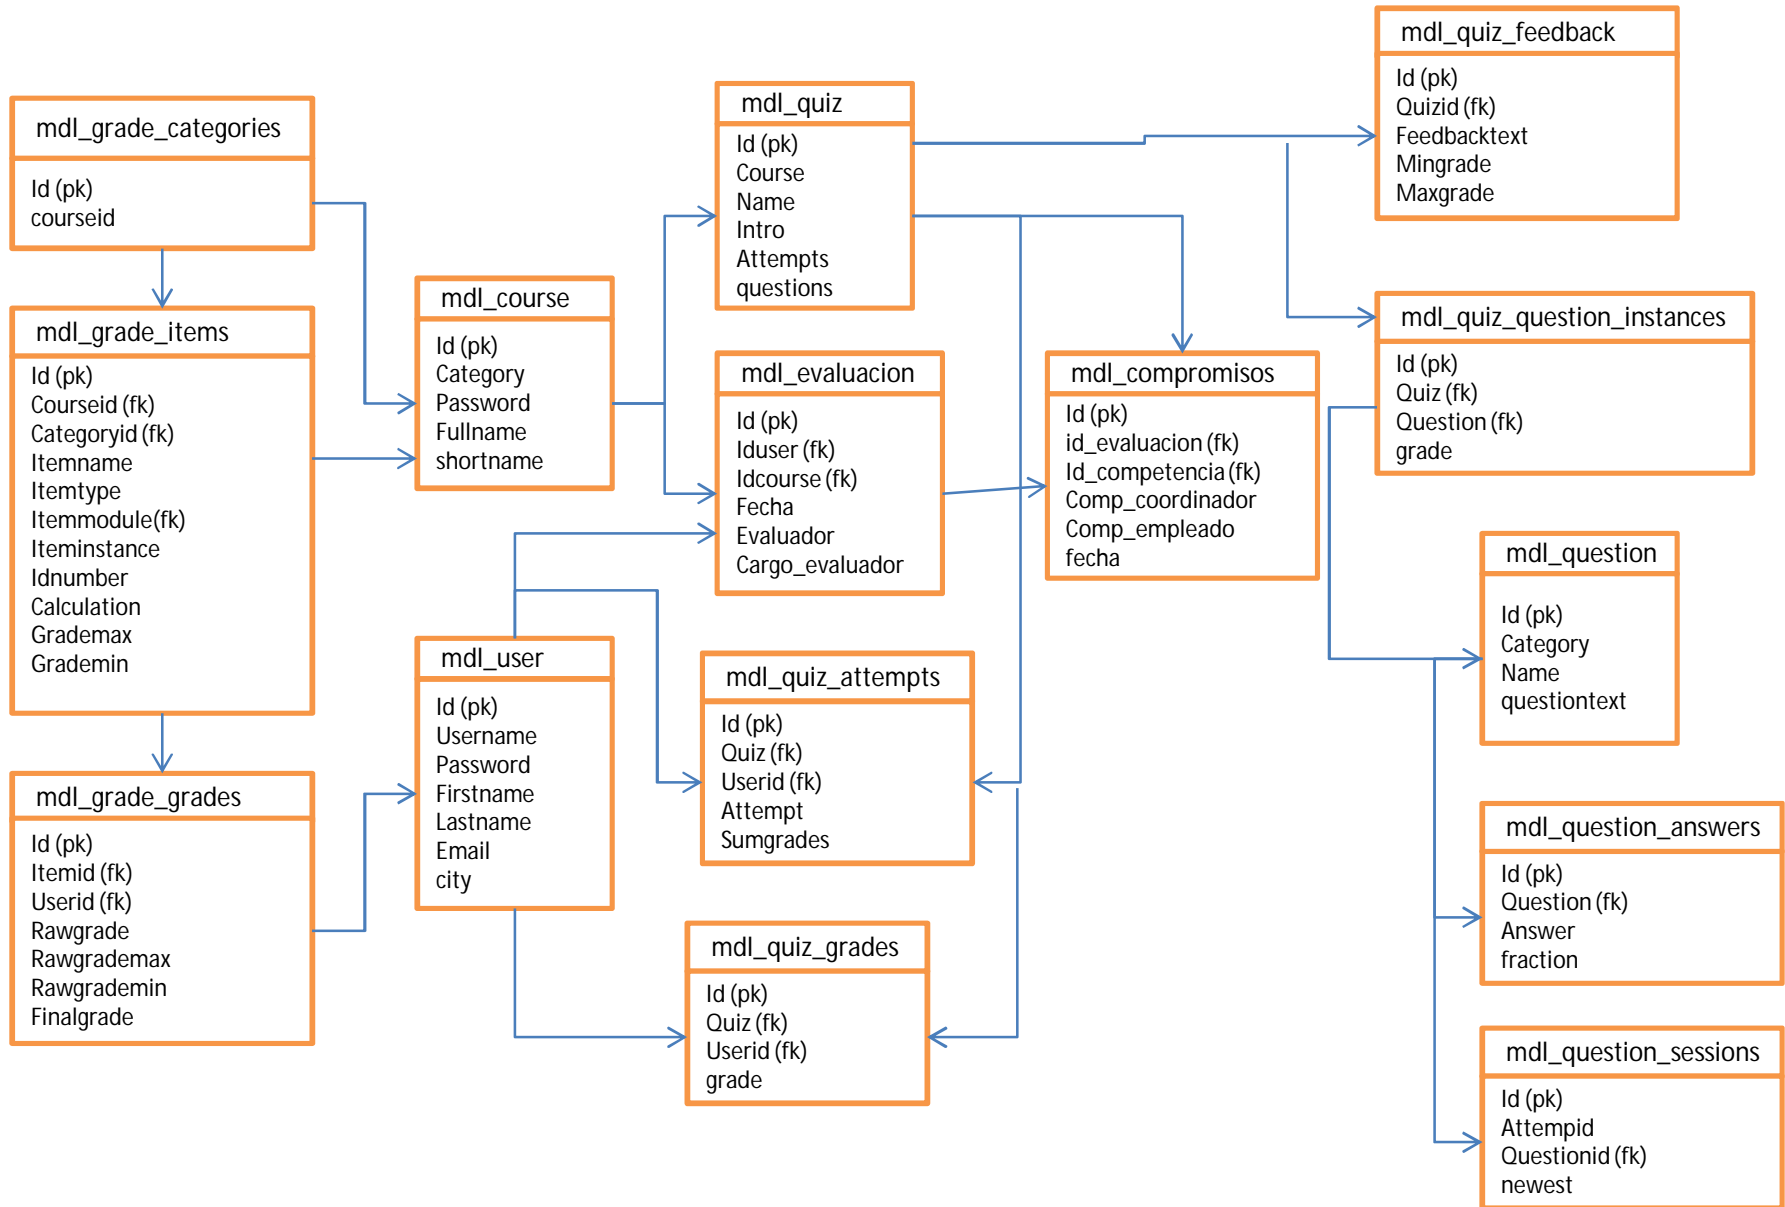 mdl_grade_categories
Id (pk)
courseid
mdl_grade_items
Id (pk)
Courseid (fk)
Categoryid (fk)
Itemname
Itemtype
Itemmodule(fk)
Iteminstance
Idnumber
Calculation
Grademax
Grademin
mdl_grade_grades
Id (pk)
Itemid (fk)
Userid (fk)
Rawgrade
Rawgrademax
Rawgrademin
Finalgrade
mdl_course
Id (pk)
Category
Password
Fullname
shortname
mdl_user
Id (pk)
Username
Password
Firstname
Lastname
Email
city
mdl_quiz
Id (pk)
Course
Name
Intro
Attempts
questions
mdl_evaluacion
Id (pk)
Iduser (fk)
Idcourse (fk)
Fecha
Evaluador
Cargo_evaluador
mdl_quiz_attempts
Id (pk)
Quiz (fk)
Userid (fk)
Attempt
Sumgrades
mdl_quiz_grades
Id (pk)
Quiz (fk)
Userid (fk)
grade
mdl_compromisos
Id (pk)
id_evaluacion (fk)
Id_competencia (fk)
Comp_coordinador
Comp_empleado
fecha
mdl_quiz_feedback
Id (pk)
Quizid (fk)
Feedbacktext
Mingrade
Maxgrade
mdl_quiz_question_instances
Id (pk)
Quiz (fk)
Question (fk)
grade
mdl_question
Id (pk)
Category
Name
questiontext
mdl_question_answers
Id (pk)
Question (fk)
Answer
fraction
mdl_question_sessions
Id (pk)
Attempid
Questionid (fk)
newest